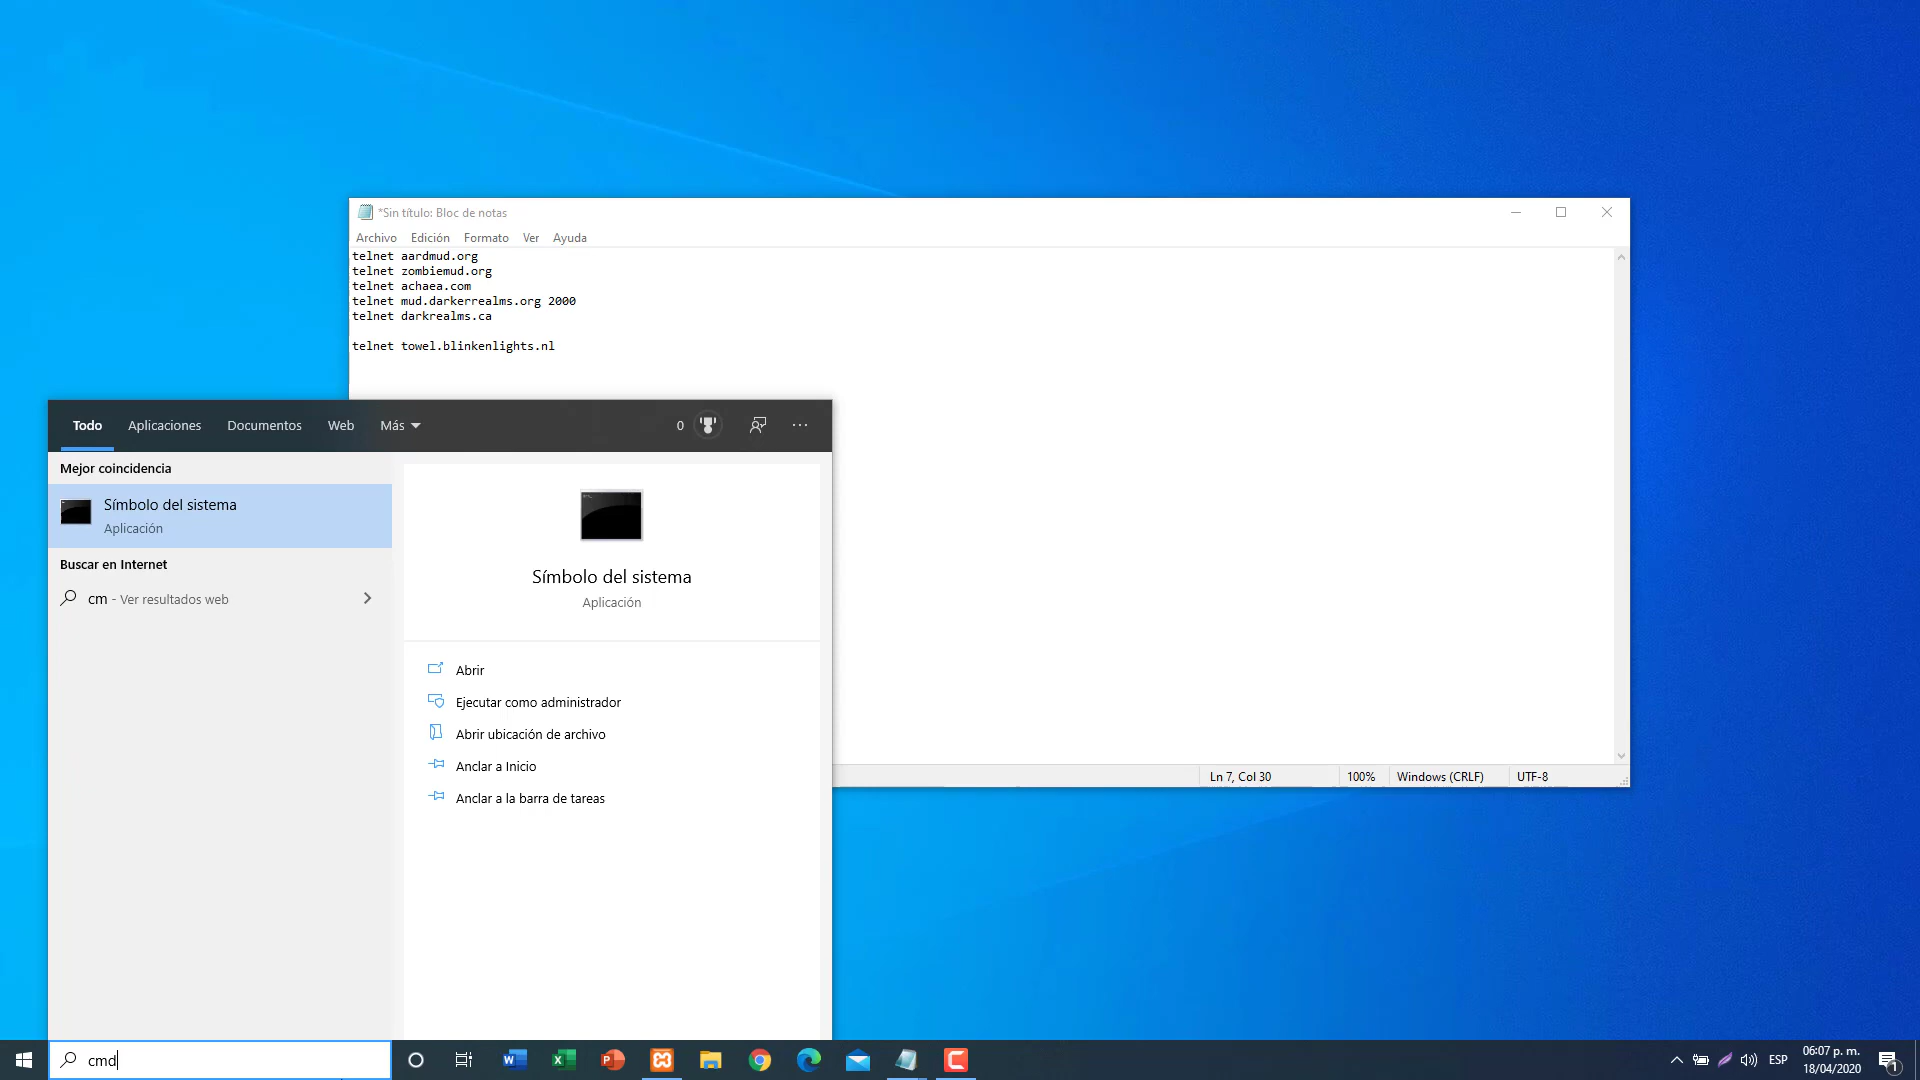 *Sin título: Bloc de notas
Archivo Edición Formato Ver Ayuda
telnet aardmud.org
telnet zombiemud.org
telnet achaea.com
telnet mud.darkerrealms.org 2000
telnet darkrealms.ca
telnet towel.blinkenlights.nl
Todo Aplicaciones Documentos Web Más 0
Mejor coincidencia
Símbolo del sistema
Aplicación
Buscar en Internet
cm - Ver resultados web
Símbolo del sistema
Aplicación
Abrir
Ejecutar como administrador
Abrir ubicación de archivo
Anclar a Inicio
Anclar a la barra de tareas
Ln 7, Col 30 100% Windows (CRLF) UTF-8
cmd
ESP
06:07 p. m.
18/04/2020
1